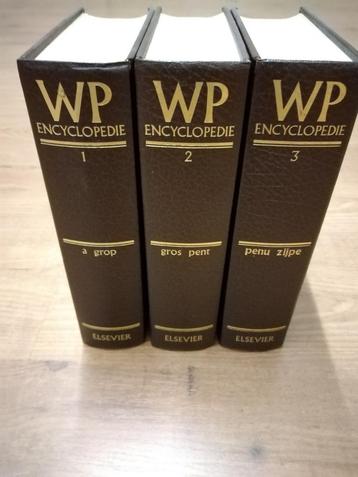 WP
ENCYCLOPEDIE
1
a grop
ELSEVIER
WP
ENCYCLOPEDIE
2
gros pent
ELSEVIER
WP
ENCYCLOPEDIE
3
penu zijpe
ELSEVIER